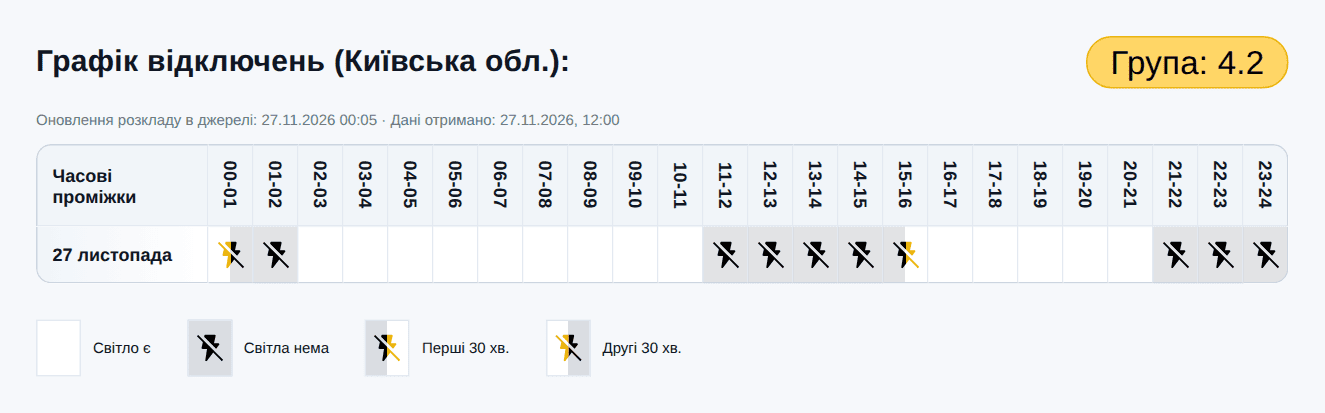 Графік відключень (Київська обл.):
Група: 4.2
Оновлення розкладу в джерелі: 27.11.2026 00:05 · Дані отримано: 27.11.2026, 12:00
Часові
проміжки
00-01
01-02
02-03
03-04
04-05
05-06
06-07
07-08
08-09
09-10
10-11
11-12
12-13
13-14
14-15
15-16
16-17
17-18
18-19
19-20
20-21
21-22
22-23
23-24
27 листопада
Світло є
Світла нема
Перші 30 хв.
Другі 30 хв.